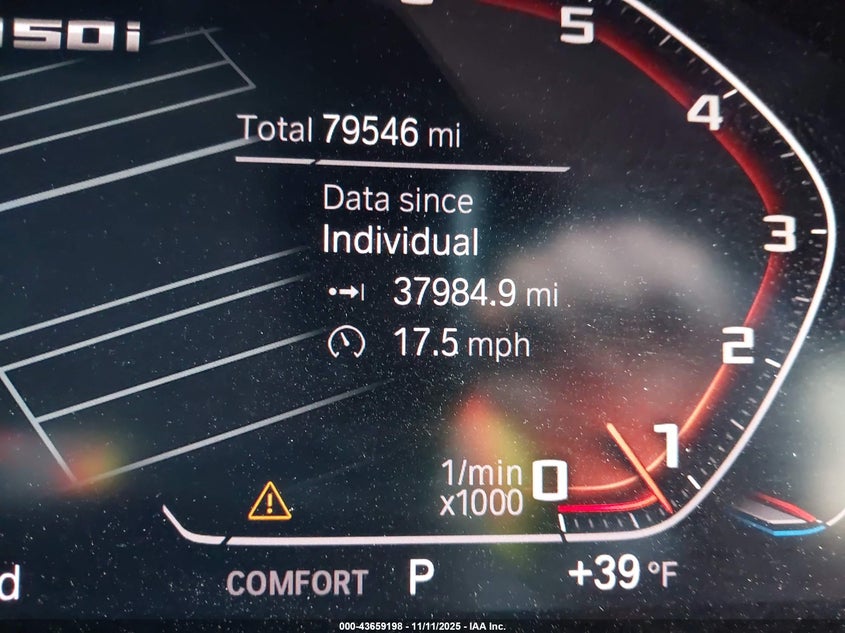 50i
5
4
Total 79546 mi
Data since
Individual
3
37984.9 mi
17.5 mph
2
1
1/min 0
x1000
d
COMFORT P +39 °F
000-43659198 - 11/11/2025 - IAA Inc.